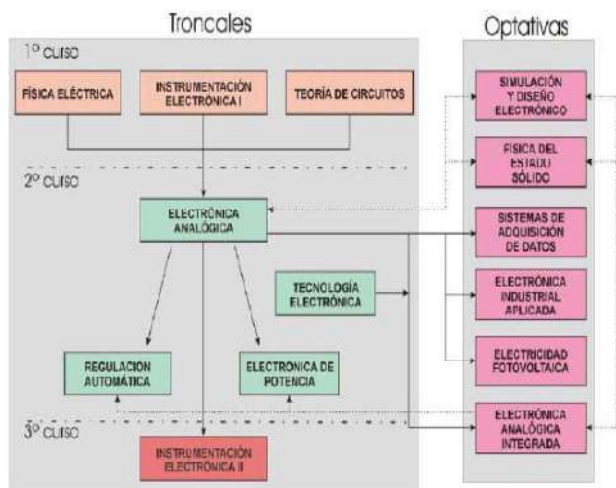 Troncales
Optativas
1º curso
FÍSICA ELÉCTRICA
INSTRUMENTACIÓN
ELECTRÓNICA I
TEORÍA DE CIRCUITOS
2º curso
ELECTRÓNICA
ANALÓGICA
TECNOLOGÍA
ELECTRÓNICA
REGULACIÓN
AUTOMÁTICA
ELECTRONICA DE
POTENCIA
3º curso
INSTRUMENTACIÓN
ELECTRÓNICA II
SIMULACIÓN
Y DISEÑO
ELECTRÓNICO
FÍSICA DEL
ESTADO
SÓLIDO
SISTEMAS DE
ADQUISICIÓN
DE DATOS
ELECTRÓNICA
INDUSTRIAL
APLICADA
ELECTRICIDAD
FOTOVOLTAICA
ELECTRÓNICA
ANALÓGICA
INTEGRADA